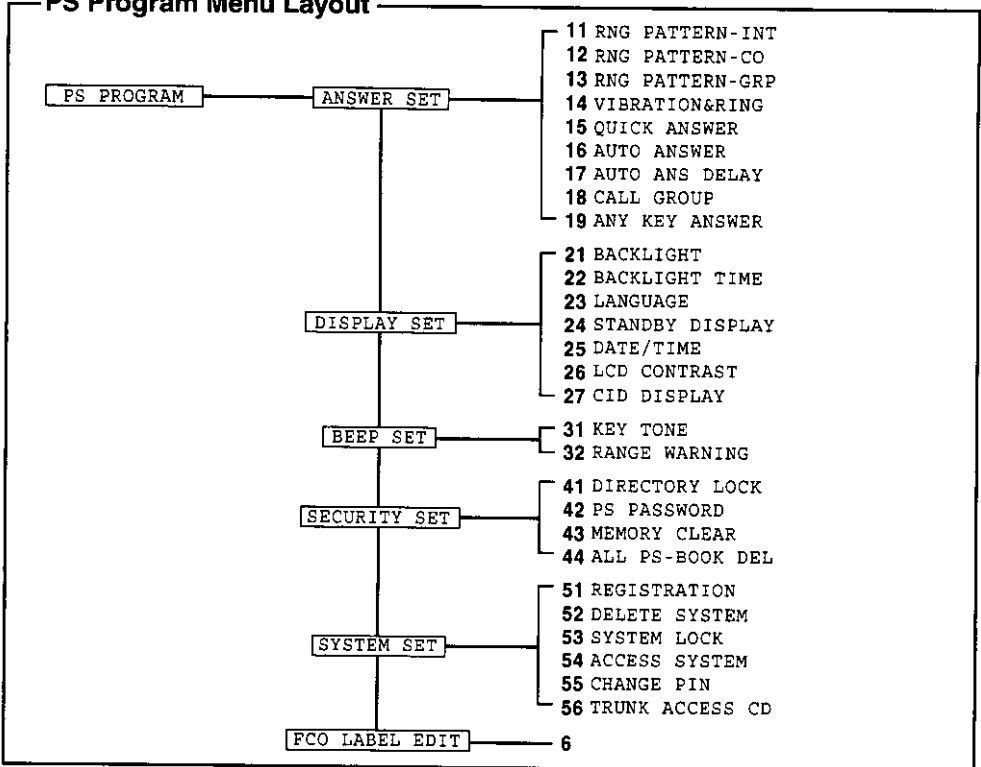 PS Program Menu Layout
PS PROGRAM
ANSWER SET
11 RNG PATTERN-INT
12 RNG PATTERN-CO
13 RNG PATTERN-GRP
14 VIBRATION&RING
15 QUICK ANSWER
16 AUTO ANSWER
17 AUTO ANS DELAY
18 CALL GROUP
19 ANY KEY ANSWER
DISPLAY SET
21 BACKLIGHT
22 BACKLIGHT TIME
23 LANGUAGE
24 STANDBY DISPLAY
25 DATE/TIME
26 LCD CONTRAST
27 CID DISPLAY
BEEP SET
31 KEY TONE
32 RANGE WARNING
SECURITY SET
41 DIRECTORY LOCK
42 PS PASSWORD
43 MEMORY CLEAR
44 ALL PS-BOOK DEL
SYSTEM SET
51 REGISTRATION
52 DELETE SYSTEM
53 SYSTEM LOCK
54 ACCESS SYSTEM
55 CHANGE PIN
56 TRUNK ACCESS CD
FCO LABEL EDIT
6